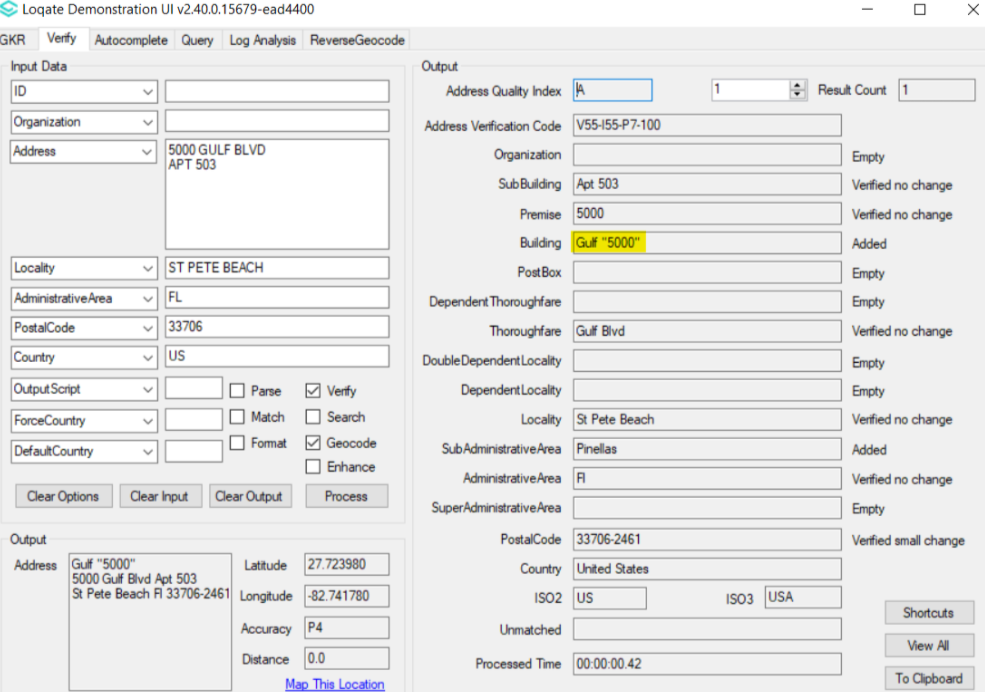 Loqate Demonstration UI v2.40.0.15679-ead4400
GKR Verify Autocomplete Query Log Analysis ReverseGeocode
Input Data
ID
Organization
Address 5000 GULF BLVD
APT 503
Locality ST PETE BEACH
AdministrativeArea FL
PostalCode 33706
Country US
OutputScript Parse Verify
ForceCountry Match Search
DefaultCountry Format Geocode
Enhance
Clear Options Clear Input Clear Output Process
Output
Address Gulf "5000"
5000 Gulf Blvd Apt 503
St Pete Beach Fl 33706-2461
Latitude 27.723980
Longitude -82.741780
Accuracy P4
Distance 0.0
Map This Location
Output
Address Quality Index A 1 Result Count 1
Address Verification Code V55-I55-P7-100
Organization Empty
SubBuilding Apt 503 Verified no change
Premise 5000 Verified no change
Building Gulf "5000" Added
PostBox Empty
DependentThoroughfare Empty
Thoroughfare Gulf Blvd Verified no change
DoubleDependentLocality Empty
DependentLocality Empty
Locality St Pete Beach Verified no change
SubAdministrativeArea Pinellas Added
AdministrativeArea Fl Verified no change
SuperAdministrativeArea Empty
PostalCode 33706-2461 Verified small change
Country United States
ISO2 US ISO3 USA
Unmatched
Processed Time 00:00:00.42
Shortcuts
View All
To Clipboard